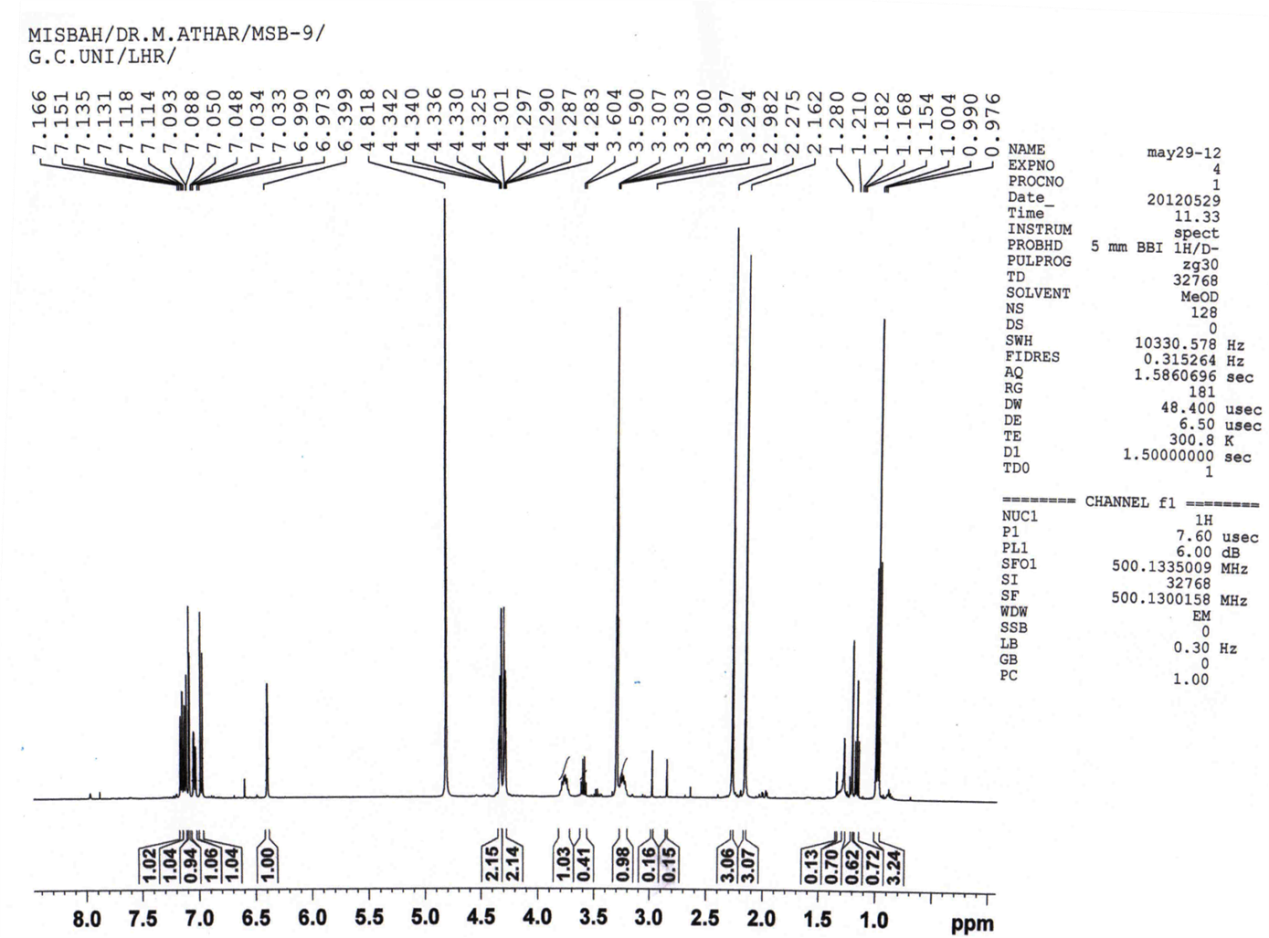 MISBAH/DR.M.ATHAR/MSB-9/
G.C.UNI/LHR/
7.166
7.151
7.135
7.131
7.118
7.114
7.093
7.088
7.050
7.048
7.034
7.033
6.990
6.973
6.399
4.818
4.342
4.340
4.336
4.330
4.325
4.301
4.297
4.290
4.287
4.283
3.604
3.590
3.307
3.303
3.300
3.297
3.294
2.982
2.275
2.162
1.280
1.210
1.182
1.168
1.154
1.004
0.990
0.976
NAME may29-12
EXPNO 4
PROCNO 1
Date_ 20120529
Time 11.33
INSTRUM spect
PROBHD 5 mm BBI 1H/D-
PULPROG zg30
TD 32768
SOLVENT MeOD
NS 128
DS 0
SWH 10330.578 Hz
FIDRES 0.315264 Hz
AQ 1.5860696 sec
RG 181
DW 48.400 usec
DE 6.50 usec
TE 300.8 K
D1 1.50000000 sec
TD0 1
======== CHANNEL f1 ========
NUC1 1H
P1 7.60 usec
PL1 6.00 dB
SFO1 500.1335009 MHz
SI 32768
SF 500.1300158 MHz
WDW EM
SSB 0
LB 0.30 Hz
GB 0
PC 1.00
1.02
1.04
0.94
1.06
1.04
1.00
2.15
2.14
1.03
0.41
0.98
0.16
0.15
3.06
3.07
0.13
0.70
0.62
0.72
3.24
8.0 7.5 7.0 6.5 6.0 5.5 5.0 4.5 4.0 3.5 3.0 2.5 2.0 1.5 1.0 ppm